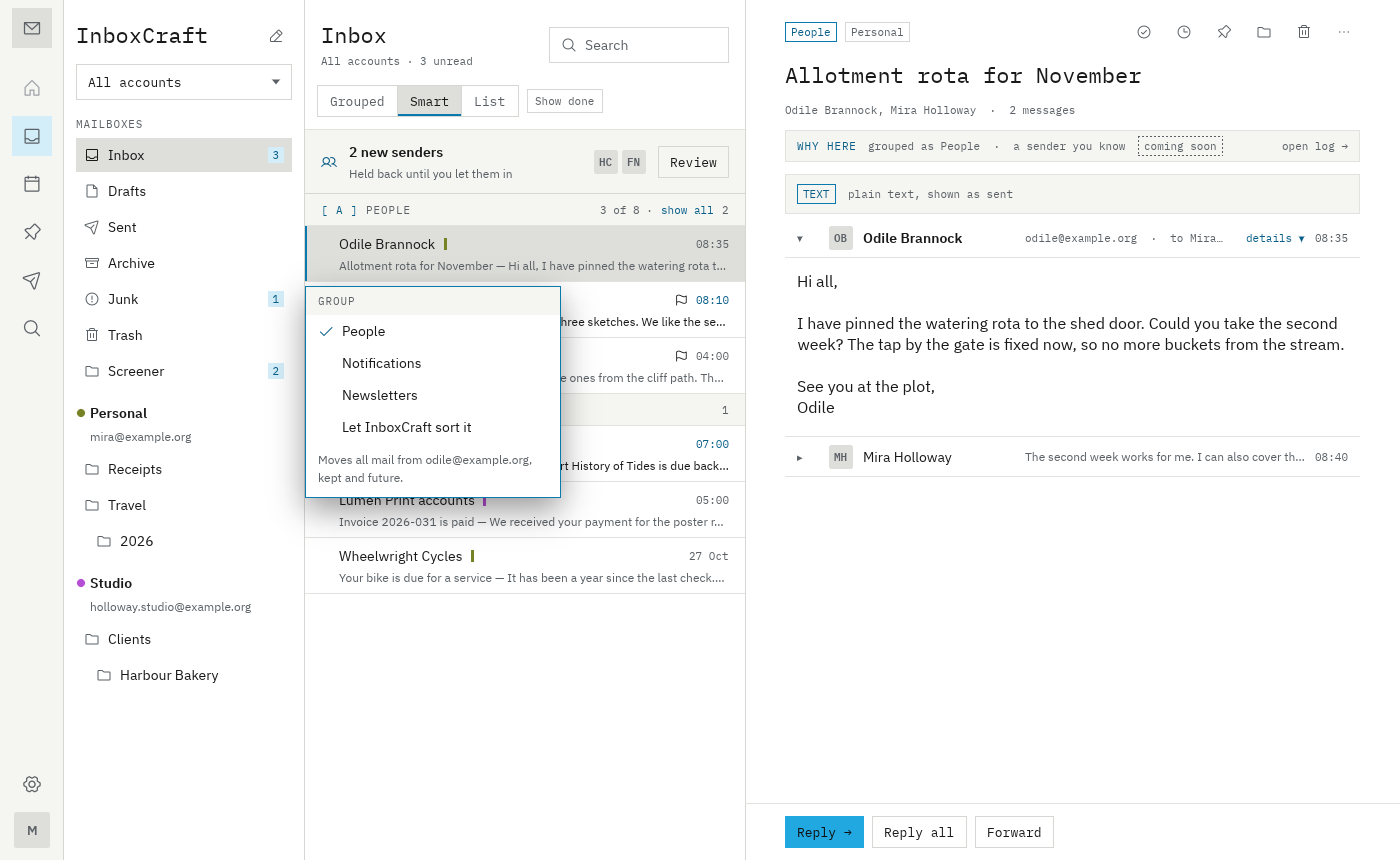 InboxCraft
All accounts
MAILBOXES
Inbox 3
Drafts
Sent
Archive
Junk 1
Trash
Screener 2
Personal
mira@example.org
Receipts
Travel
2026
Studio
holloway.studio@example.org
Clients
Harbour Bakery
M
Inbox
All accounts · 3 unread
Search
Grouped Smart List Show done
2 new senders
Held back until you let them in
HC FN Review
[ A ] PEOPLE 3 of 8 · show all 2
Odile Brannock 08:35
Allotment rota for November — Hi all, I have pinned the watering rota t…
08:10
hree sketches. We like the se…
04:00
e ones from the cliff path. Th…
1
07:00
rt History of Tides is due back…
GROUP
People
Notifications
Newsletters
Let InboxCraft sort it
Moves all mail from odile@example.org,
kept and future.
Lumen Print accounts 05:00
Invoice 2026-031 is paid — We received your payment for the poster r…
Wheelwright Cycles 27 Oct
Your bike is due for a service — It has been a year since the last check.…
People Personal
Allotment rota for November
Odile Brannock, Mira Holloway · 2 messages
WHY HERE grouped as People · a sender you know coming soon open log →
TEXT plain text, shown as sent
OB Odile Brannock odile@example.org · to Mira… details ▾ 08:35
Hi all,
I have pinned the watering rota to the shed door. Could you take the second
week? The tap by the gate is fixed now, so no more buckets from the stream.
See you at the plot,
Odile
MH Mira Holloway The second week works for me. I can also cover th… 08:40
Reply → Reply all Forward